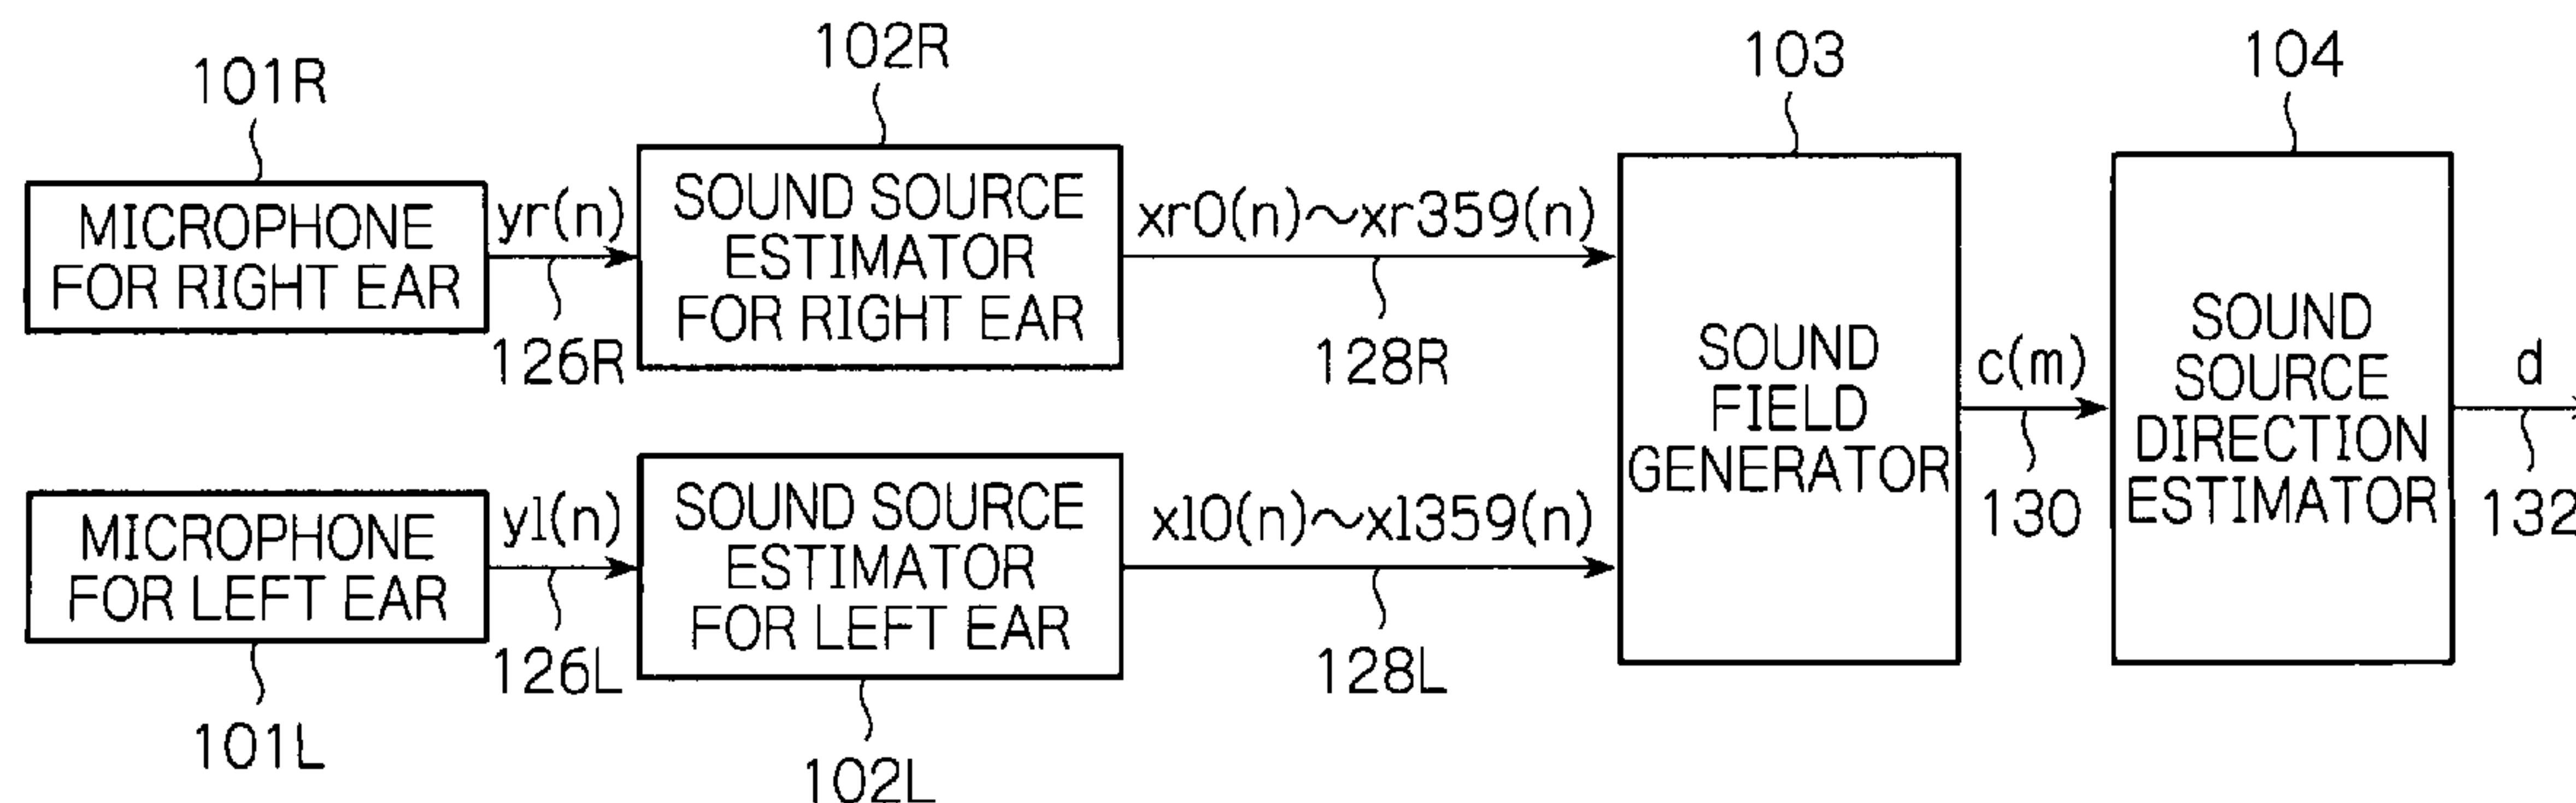 101R
102R
103
104
MICROPHONE
FOR RIGHT EAR
yr(n)
126R
SOUND SOURCE
ESTIMATOR
FOR RIGHT EAR
xr0(n)~xr359(n)
128R
MICROPHONE
FOR LEFT EAR
101L
yl(n)
126L
SOUND SOURCE
ESTIMATOR
FOR LEFT EAR
102L
xl0(n)~xl359(n)
128L
SOUND
FIELD
GENERATOR
c(m)
130
SOUND
SOURCE
DIRECTION
ESTIMATOR
d
132